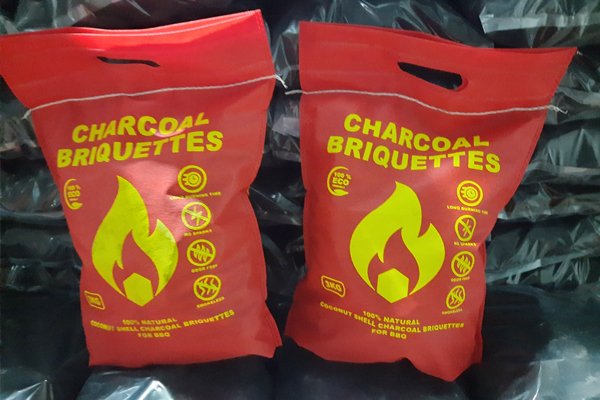 CHARCOAL
BRIQUETTES
100 %
ECO
LONG BURNING TIME
NO SPARKS
ODOR FREE
SMOKELESS
3KG
100% NATURAL
COCONUT SHELL CHARCOAL BRIQUETTES
FOR BBQ
CHARCOAL
BRIQUETTES
100 %
ECO
LONG BURNING TIME
NO SPARKS
ODOR FREE
SMOKELESS
3KG
100% NATURAL
COCONUT SHELL CHARCOAL BRIQUETTES
FOR BBQ